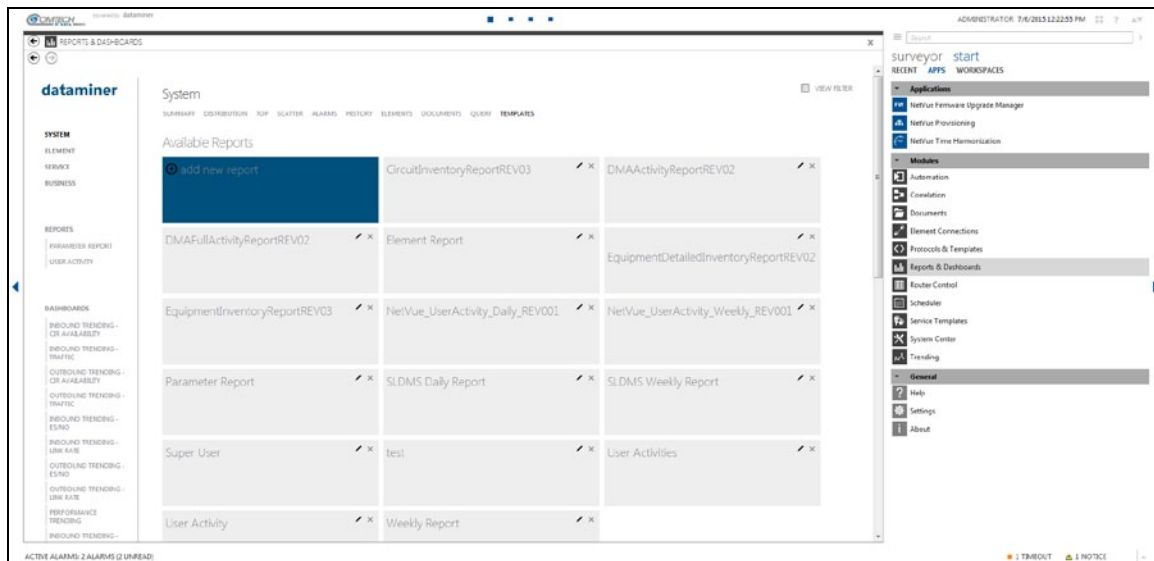 COMTECH
powered by dataminer
ADMINISTRATOR 7/6/2015 12:22:55 PM
?
REPORTS & DASHBOARDS
X
dataminer
SYSTEM
ELEMENT
SERVICE
BUSINESS
REPORTS
PARAMETER REPORT
USER ACTIVITY
DASHBOARDS
INBOUND TRENDING -
CIR AVAILABILITY
INBOUND TRENDING -
TRAFFIC
OUTBOUND TRENDING -
CIR AVAILABILITY
OUTBOUND TRENDING -
TRAFFIC
INBOUND TRENDING -
ES/NO
INBOUND TRENDING -
LINK RATE
OUTBOUND TRENDING -
ES/NO
OUTBOUND TRENDING -
LINK RATE
PERFORMANCE
TRENDING
INBOUND TRENDING -
System
VIEW FILTER
SUMMARY DISTRIBUTION TOP SCATTER ALARMS HISTORY ELEMENTS DOCUMENTS QUERY TEMPLATES
Available Reports
add new report
CircuitInventoryReportREV03
DMAActivityReportREV02
DMAFullActivityReportREV02
Element Report
EquipmentDetailedInventoryReportREV02
EquipmentInventoryReportREV03
NetVue_UserActivity_Daily_REV001
NetVue_UserActivity_Weekly_REV001
Parameter Report
SLDMS Daily Report
SLDMS Weekly Report
Super User
test
User Activities
User Activity
Weekly Report
Search
surveyor start
RECENT APPS WORKSPACES
Applications
NetVue Firmware Upgrade Manager
NetVue Provisioning
NetVue Time Harmonization
Modules
Automation
Correlation
Documents
Element Connections
Protocols & Templates
Reports & Dashboards
Router Control
Scheduler
Service Templates
System Center
Trending
General
Help
Settings
About
ACTIVE ALARMS: 2 ALARMS (2 UNREAD)
1 TIMEOUT 1 NOTICE